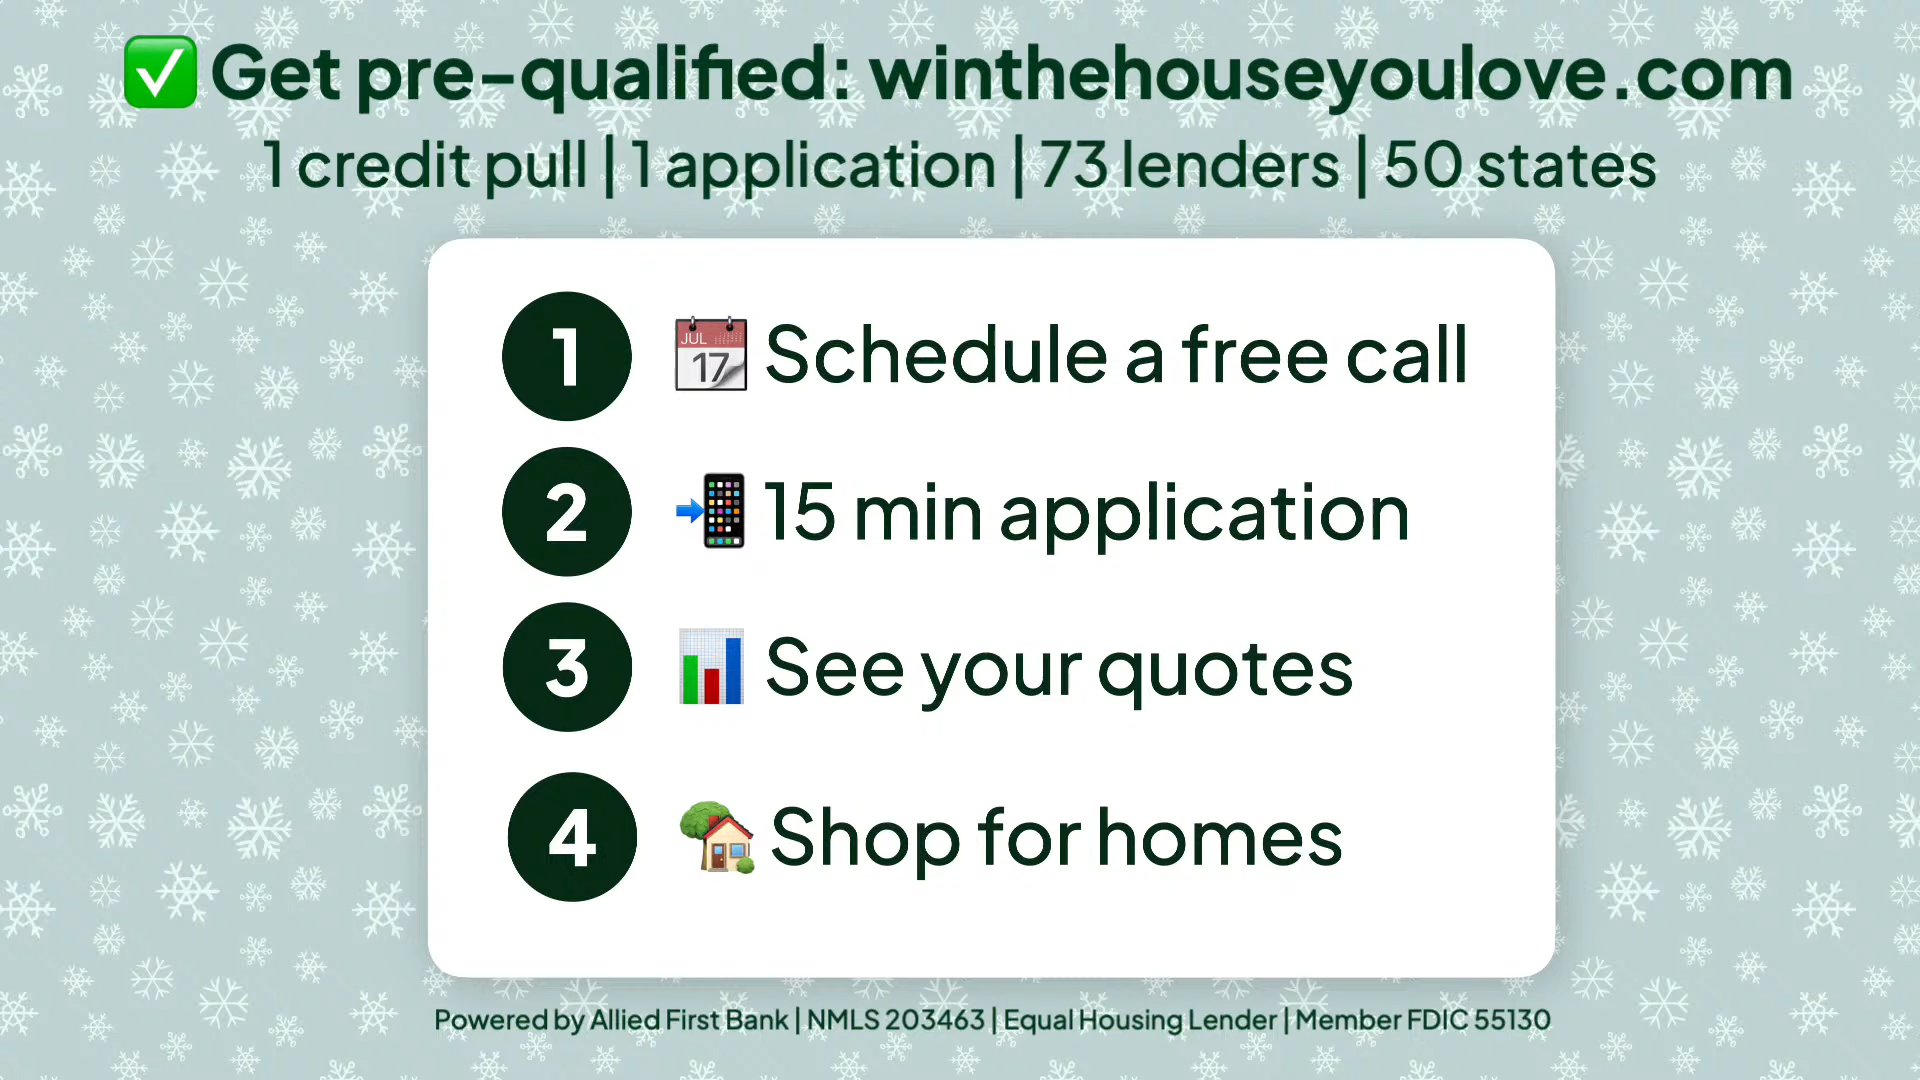 ✅ Get pre-qualified: winthehouseyoulove.com
1 credit pull | 1 application | 73 lenders | 50 states
1 📅 Schedule a free call
2 📲 15 min application
3 📊 See your quotes
4 🏡 Shop for homes
Powered by Allied First Bank | NMLS 203463 | Equal Housing Lender | Member FDIC 55130